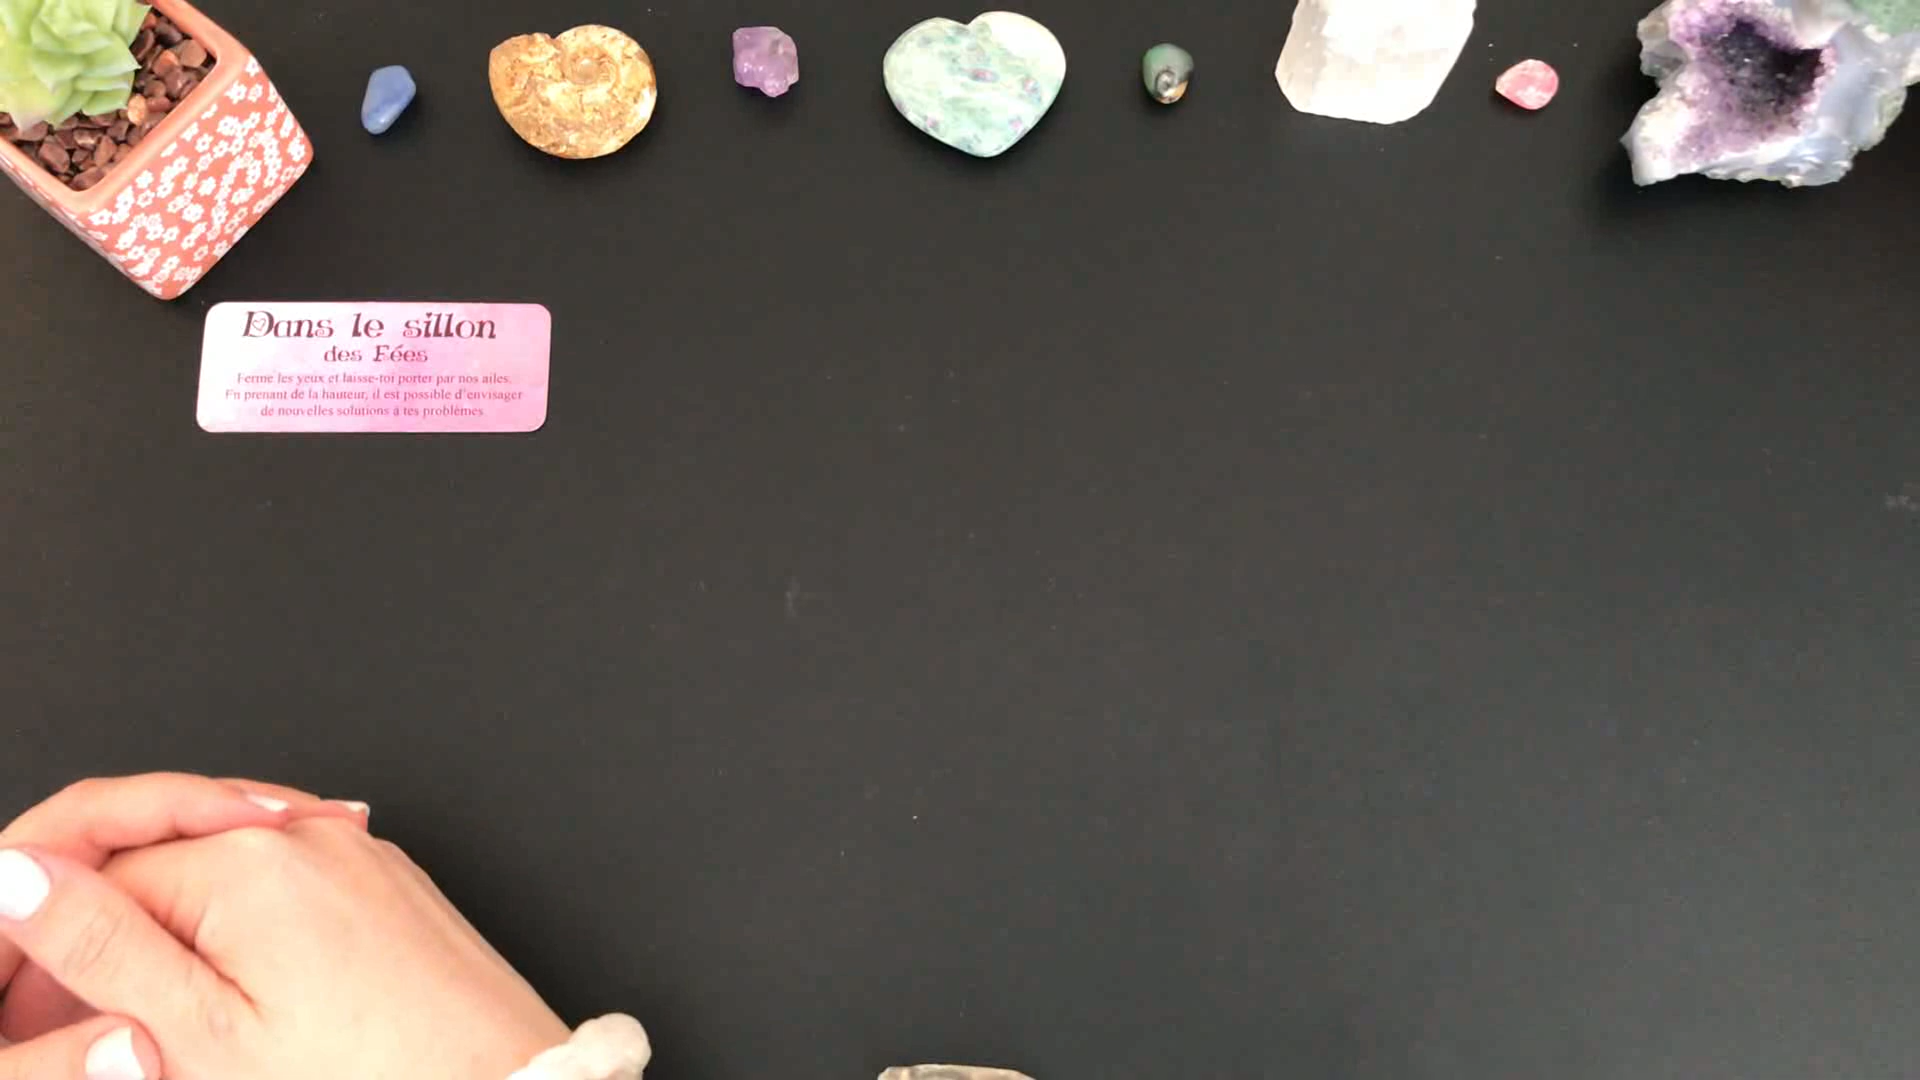 Dans le sillon
des Fées
Ferme les yeux et laisse-toi porter par nos ailes.
En prenant de la hauteur, il est possible d'envisager
de nouvelles solutions à tes problèmes.